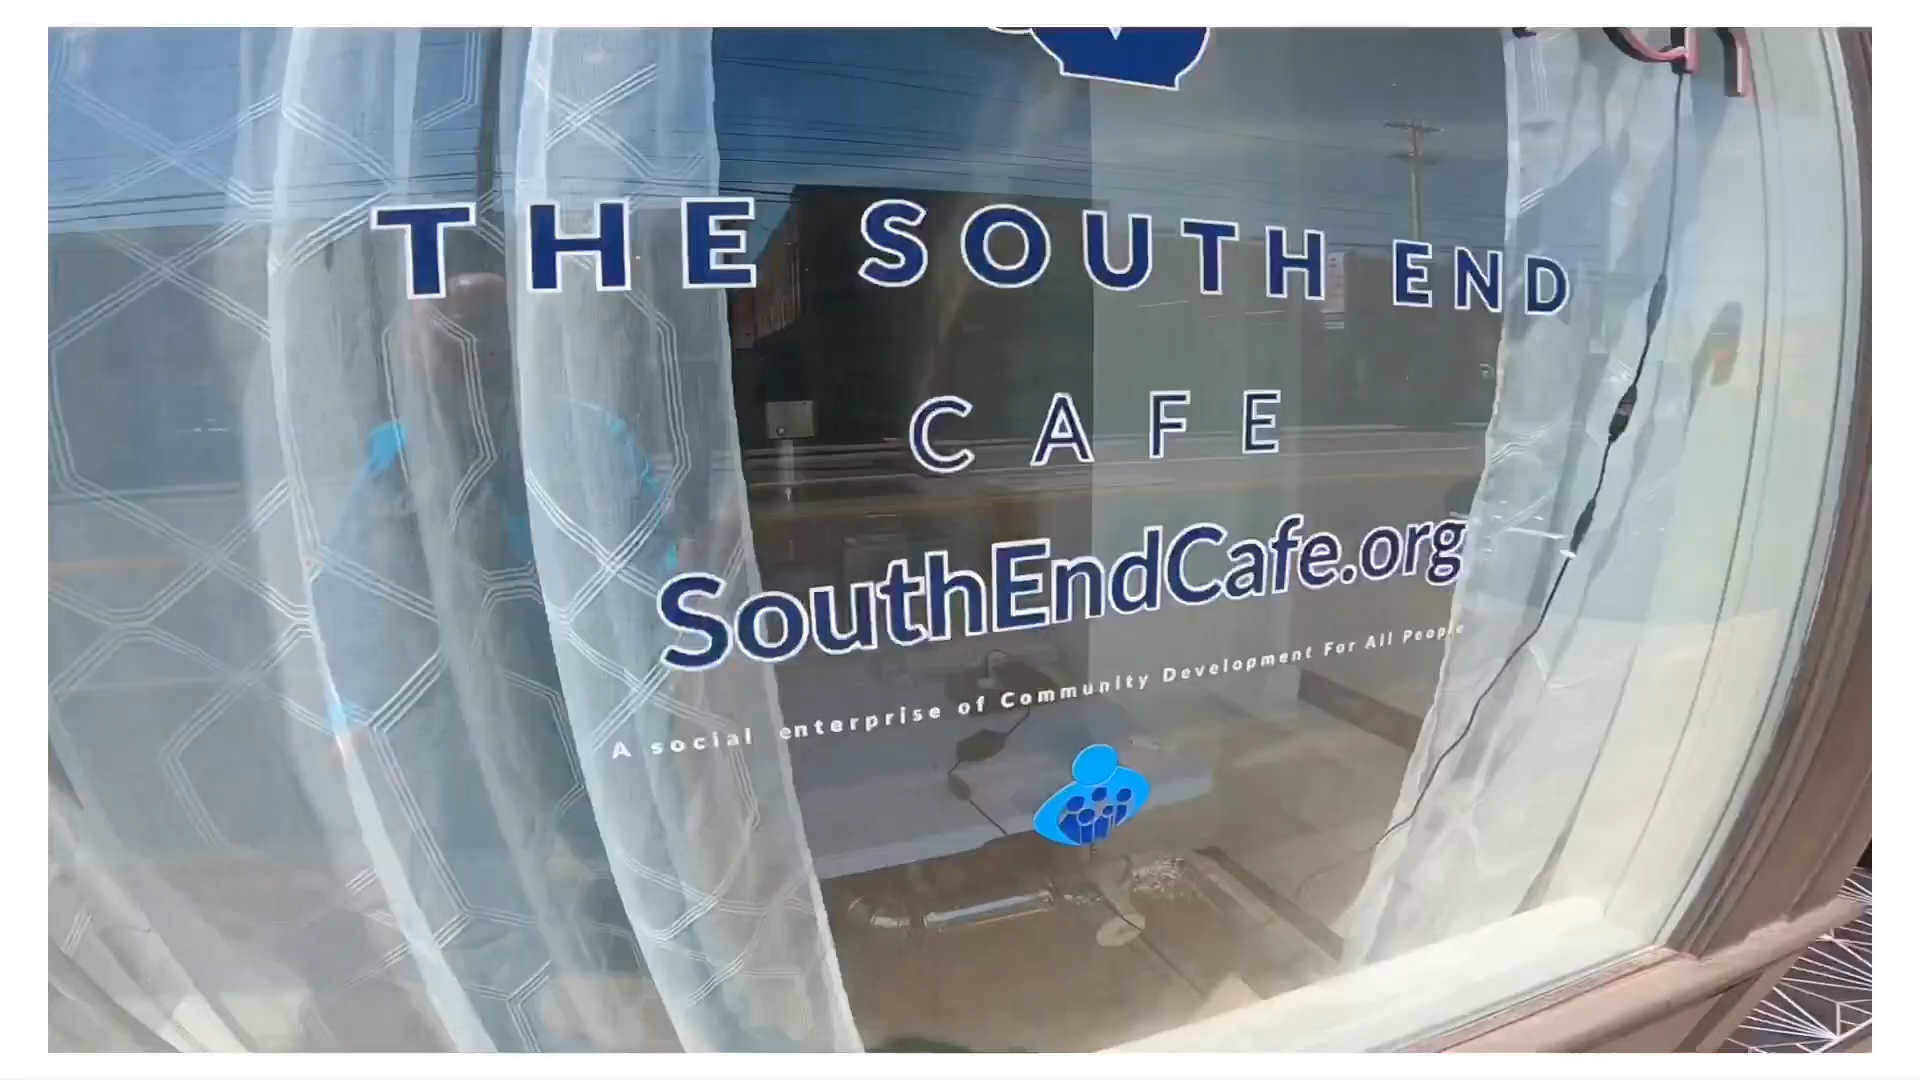 THE SOUTH END
CAFE
SouthEndCafe.org
A social enterprise of Community Development For All People